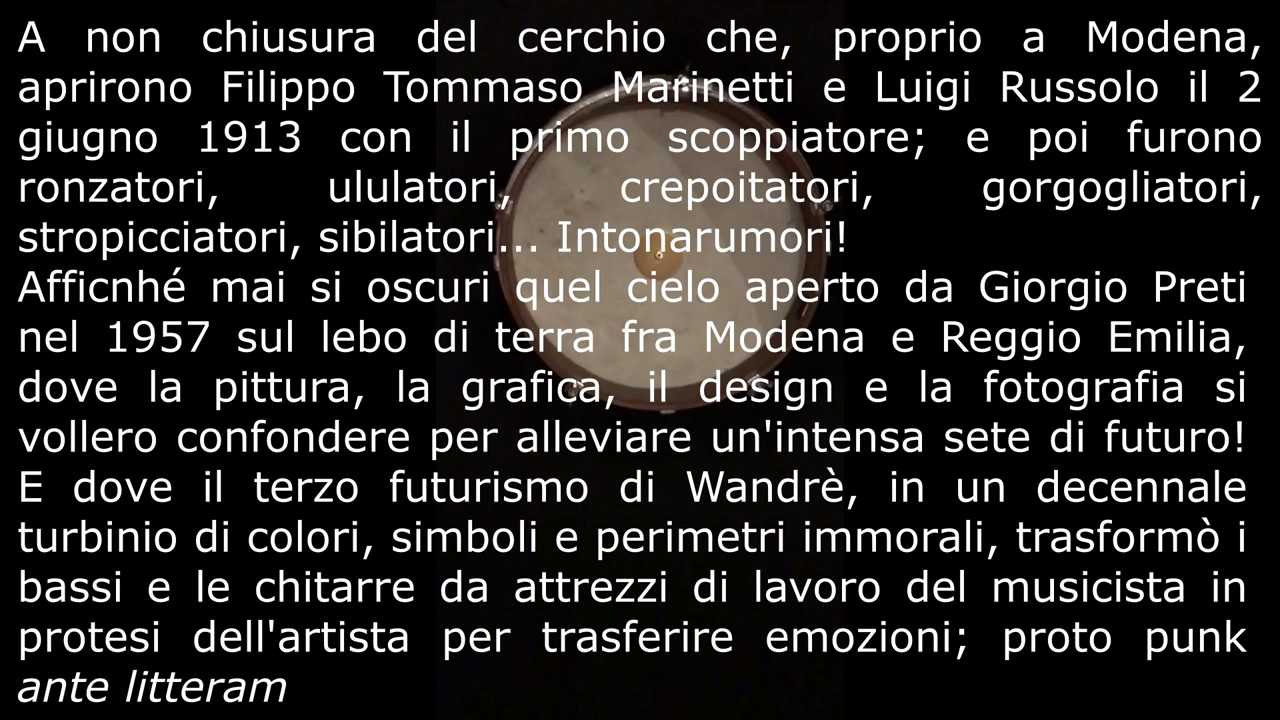 A non chiusura del cerchio che, proprio a Modena,
aprirono Filippo Tommaso Marinetti e Luigi Russolo il 2
giugno 1913 con il primo scoppiatore; e poi furono
ronzatori, ululatori, crepoitatori, gorgogliatori,
stropicciatori, sibilatori... Intonarumori!
Afficnhé mai si oscuri quel cielo aperto da Giorgio Preti
nel 1957 sul lebo di terra fra Modena e Reggio Emilia,
dove la pittura, la grafica, il design e la fotografia si
vollero confondere per alleviare un'intensa sete di futuro!
E dove il terzo futurismo di Wandrè, in un decennale
turbinio di colori, simboli e perimetri immorali, trasformò i
bassi e le chitarre da attrezzi di lavoro del musicista in
protesi dell'artista per trasferire emozioni; proto punk
ante litteram